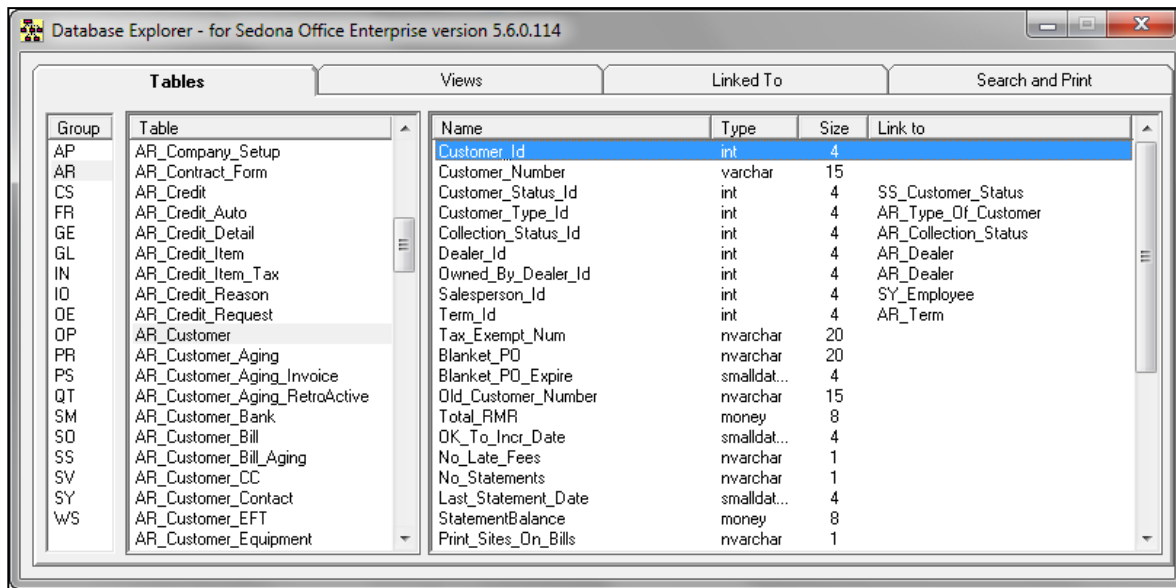 Database Explorer - for Sedona Office Enterprise version 5.6.0.114
Tables Views Linked To Search and Print
Group Table Name Type Size Link to
AP AR_Company_Setup Customer_Id int 4
AR AR_Contract_Form Customer_Number varchar 15
CS AR_Credit Customer_Status_Id int 4 SS_Customer_Status
FR AR_Credit_Auto Customer_Type_Id int 4 AR_Type_Of_Customer
GE AR_Credit_Detail Collection_Status_Id int 4 AR_Collection_Status
GL AR_Credit_Item Dealer_Id int 4 AR_Dealer
IN AR_Credit_Item_Tax Owned_By_Dealer_Id int 4 AR_Dealer
IO AR_Credit_Reason Salesperson_Id int 4 SY_Employee
OE AR_Credit_Request Term_Id int 4 AR_Term
OP AR_Customer Tax_Exempt_Num nvarchar 20
PR AR_Customer_Aging Blanket_PO nvarchar 20
PS AR_Customer_Aging_Invoice Blanket_PO_Expire smalldat... 4
QT AR_Customer_Aging_RetroActive Old_Customer_Number nvarchar 15
SM AR_Customer_Bank Total_RMR money 8
SO AR_Customer_Bill OK_To_Incr_Date smalldat... 4
SS AR_Customer_Bill_Aging No_Late_Fees nvarchar 1
SV AR_Customer_CC No_Statements nvarchar 1
SY AR_Customer_Contact Last_Statement_Date smalldat... 4
WS AR_Customer_EFT StatementBalance money 8
AR_Customer_Equipment Print_Sites_On_Bills nvarchar 1